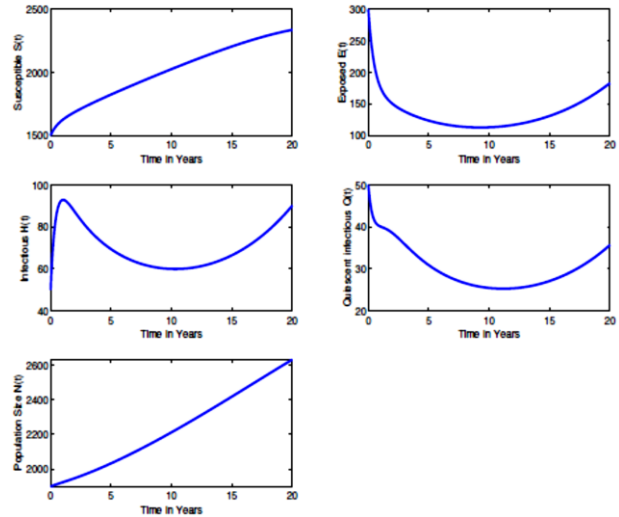 2500
2000
1500
Susceptible S(t)
0 5 10 15 20
Time in Years
300
250
200
150
100
Exposed E(t)
0 5 10 15 20
Time in Years
100
80
60
40
Infectious H(t)
0 5 10 15 20
Time in Years
50
40
30
20
Quiescent infectious Q(t)
0 5 10 15 20
Time in Years
2600
2400
2200
2000
Population Size N(t)
0 5 10 15 20
Time in Years